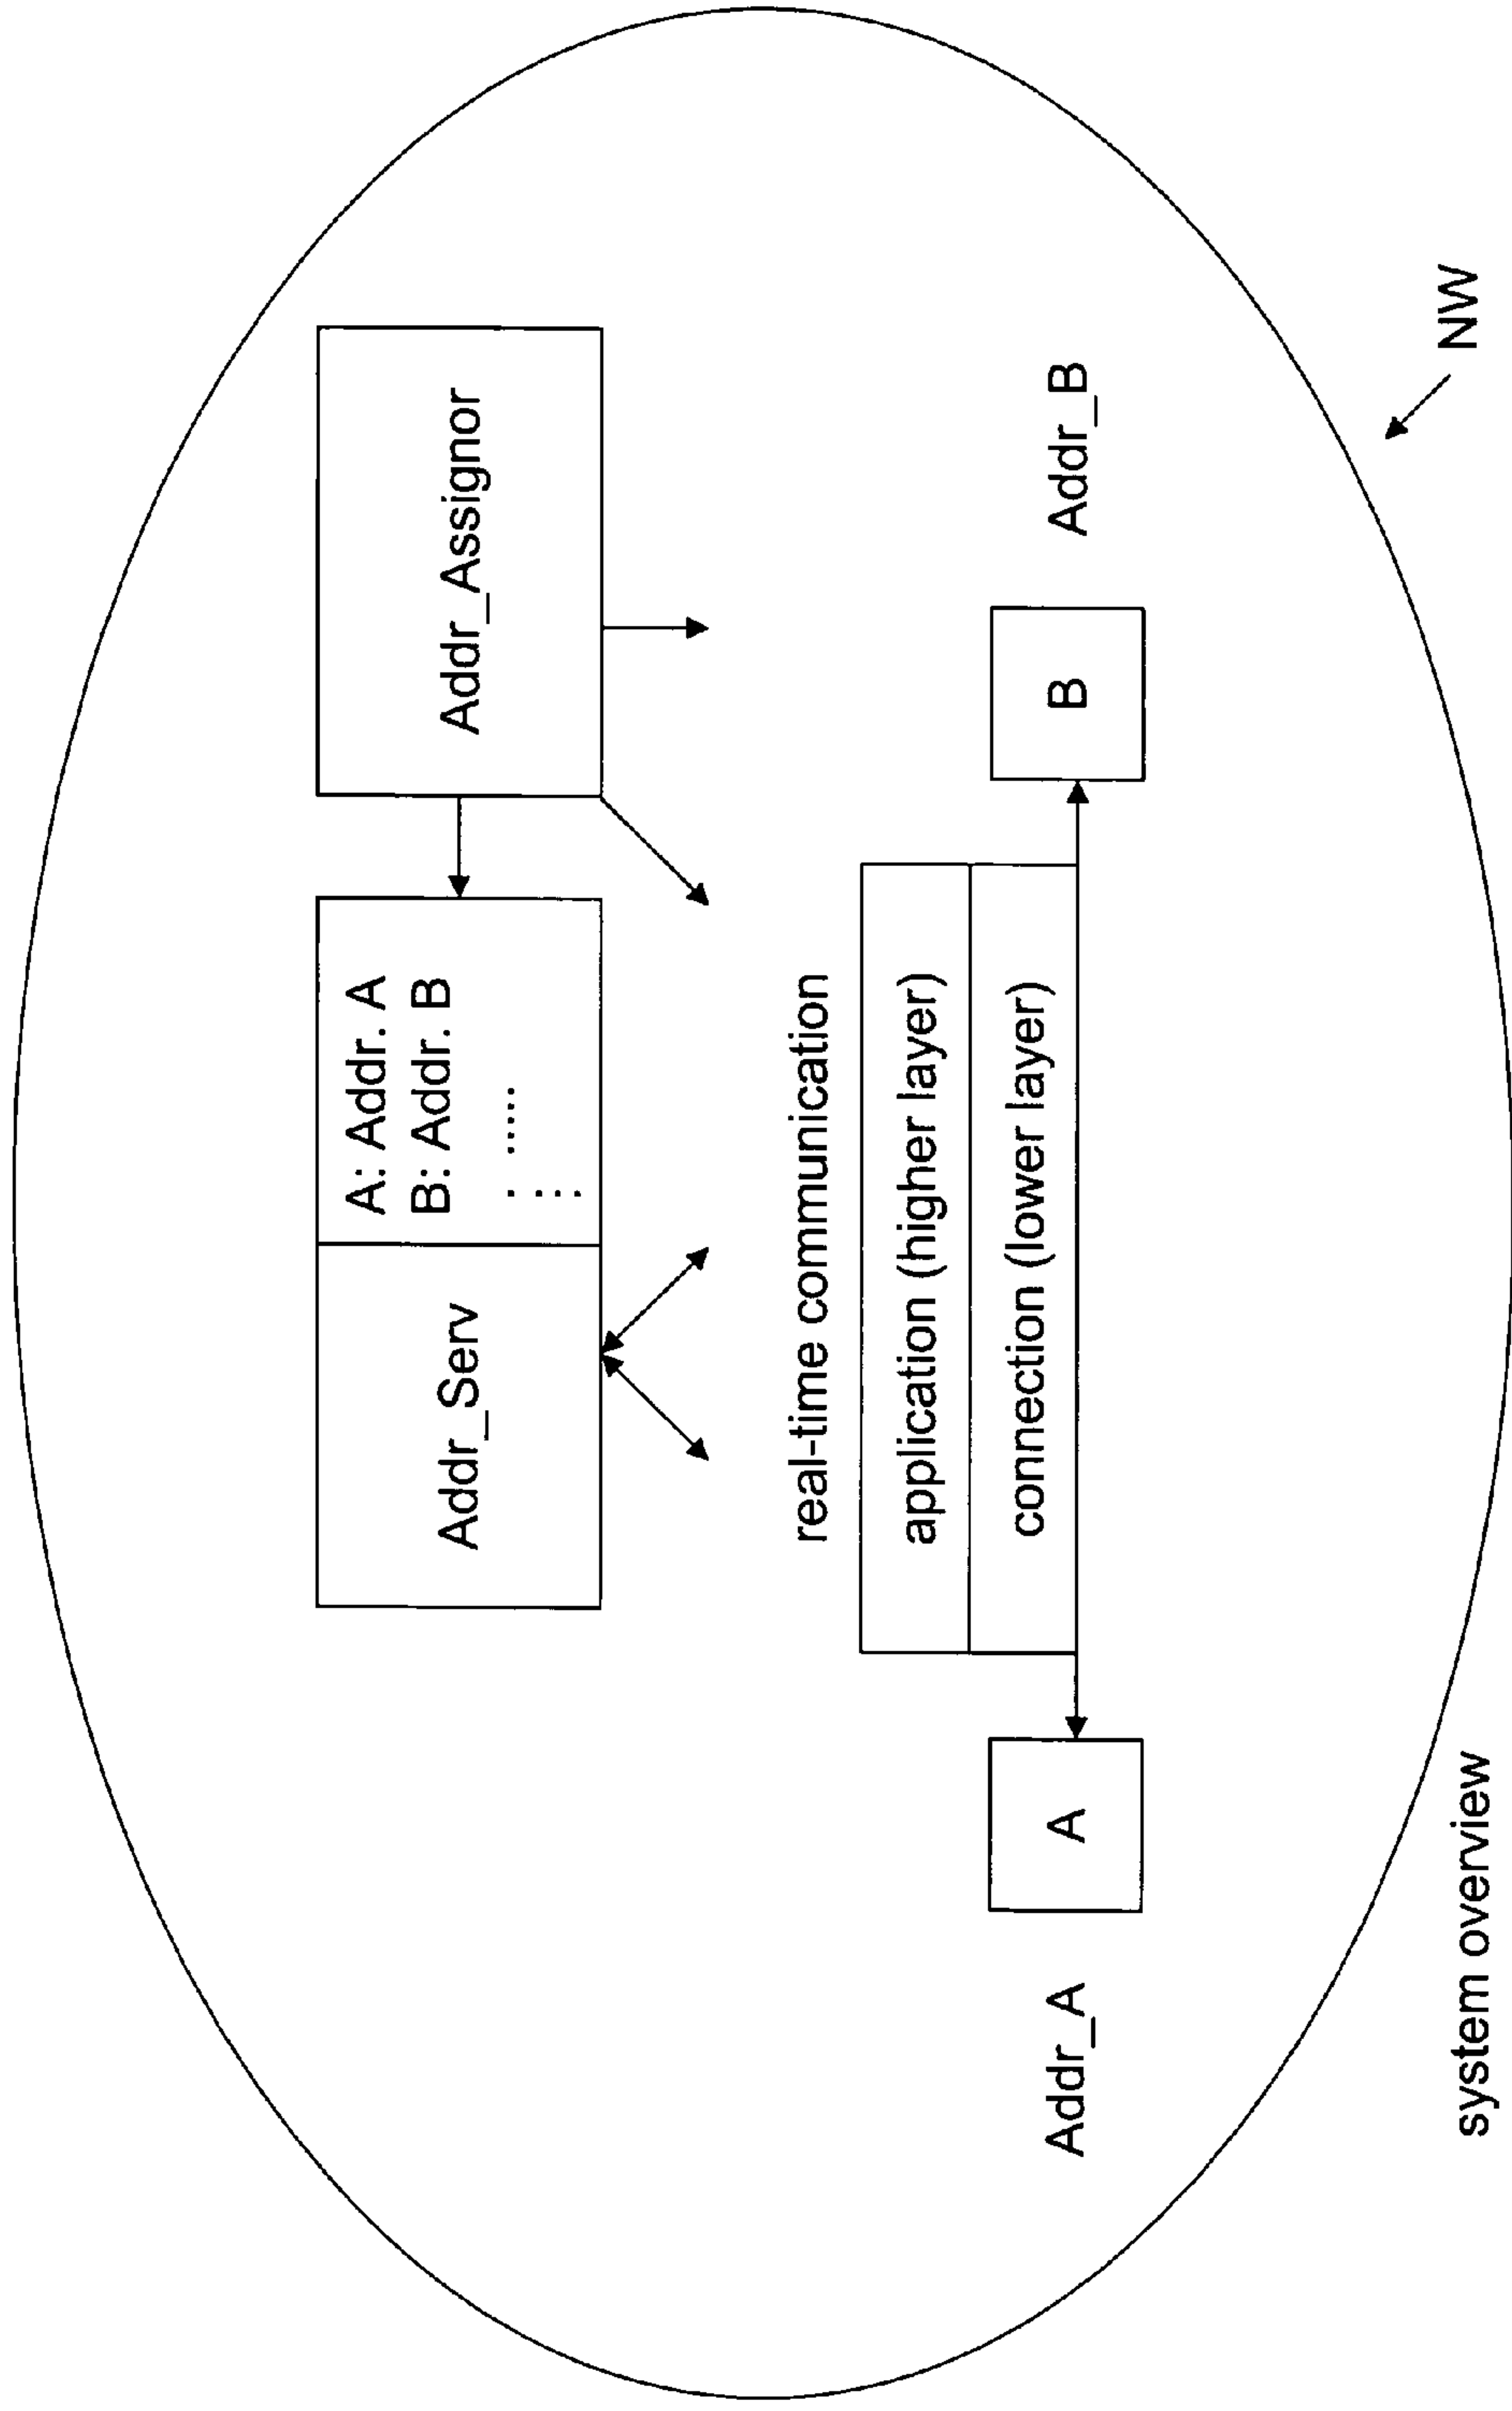 Addr_Serv
A: Addr. A
B: Addr. B
: .....
:
Addr_Assignor
real-time communication
application (higher layer)
connection (lower layer)
Addr_A
A
B
Addr_B
NW
system overview